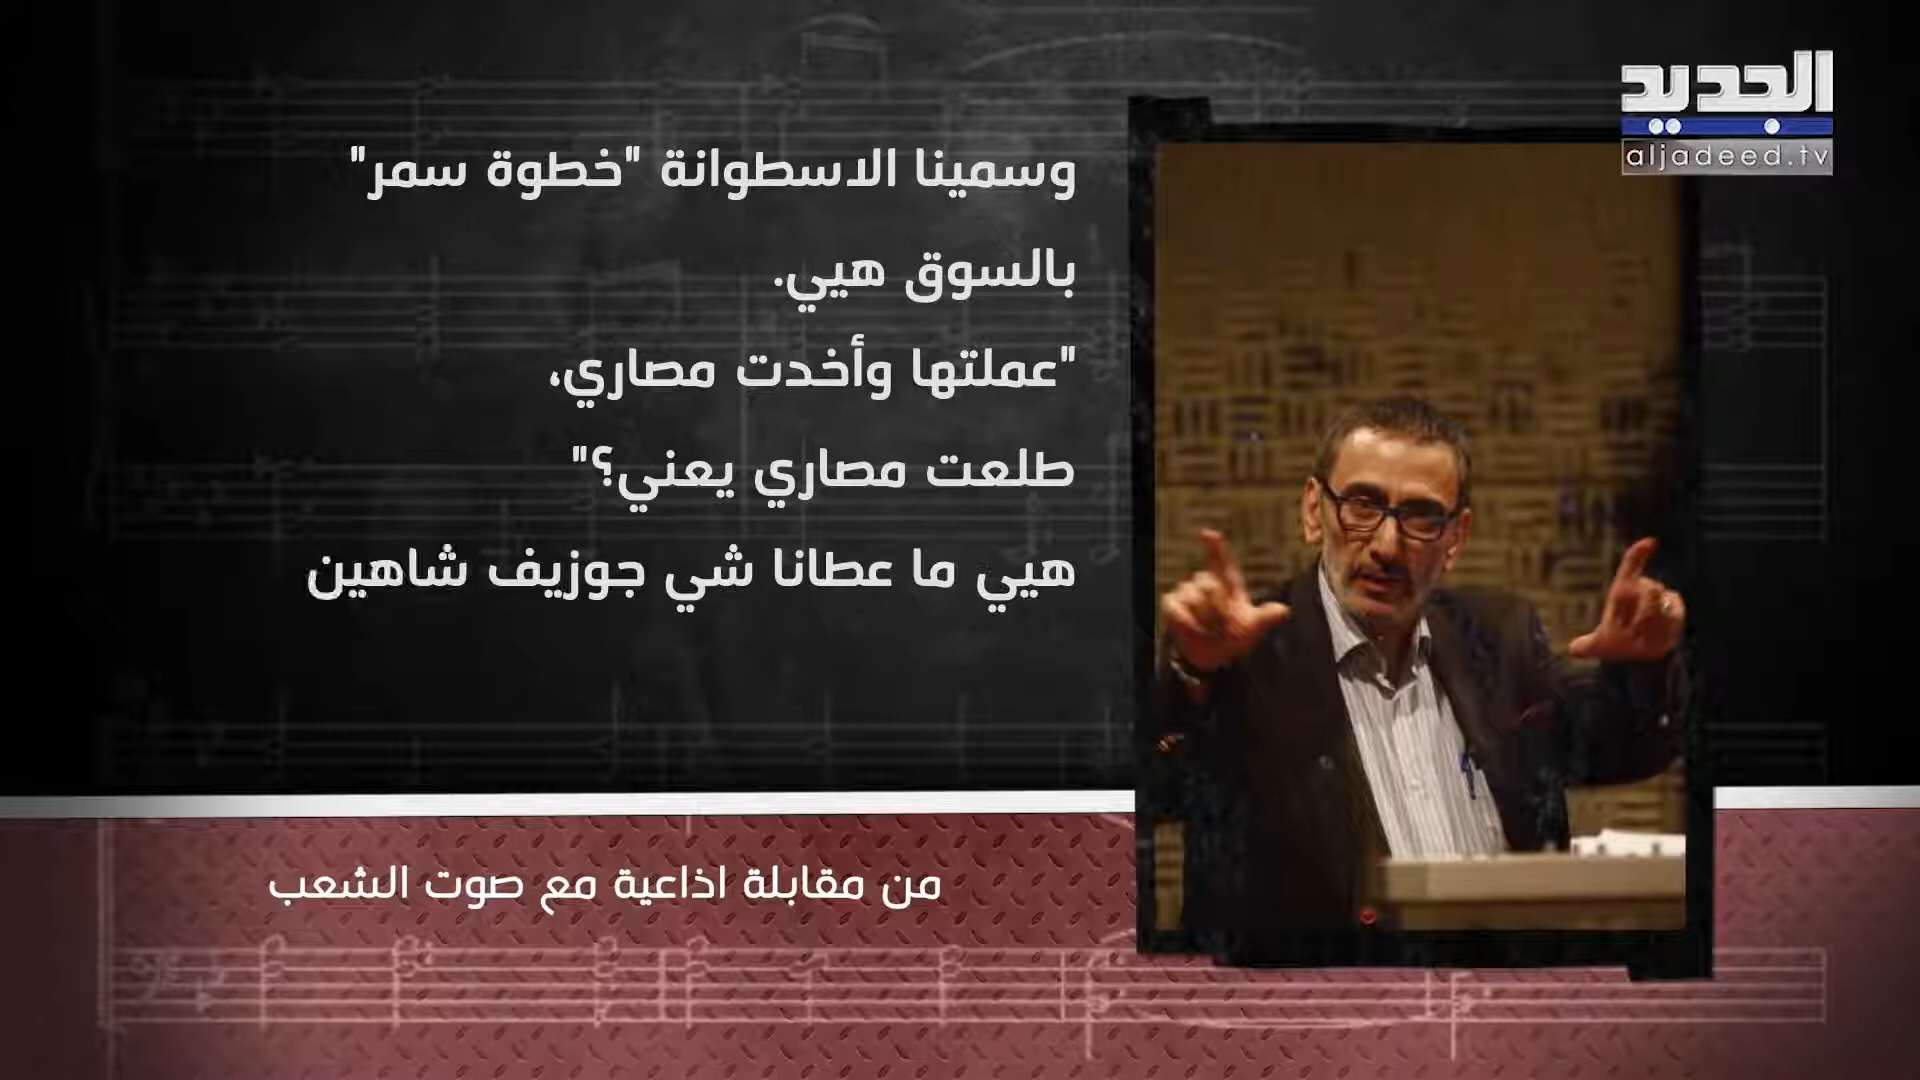 الجديد
aljadeed.tv
وسمينا الاسطوانة "خطوة سمر"
بالسوق هيي.
"عملتها وأخدت مصاري،
طلعت مصاري يعني؟"
هيي ما عطانا شي جوزيف شاهين
من مقابلة اذاعية مع صوت الشعب